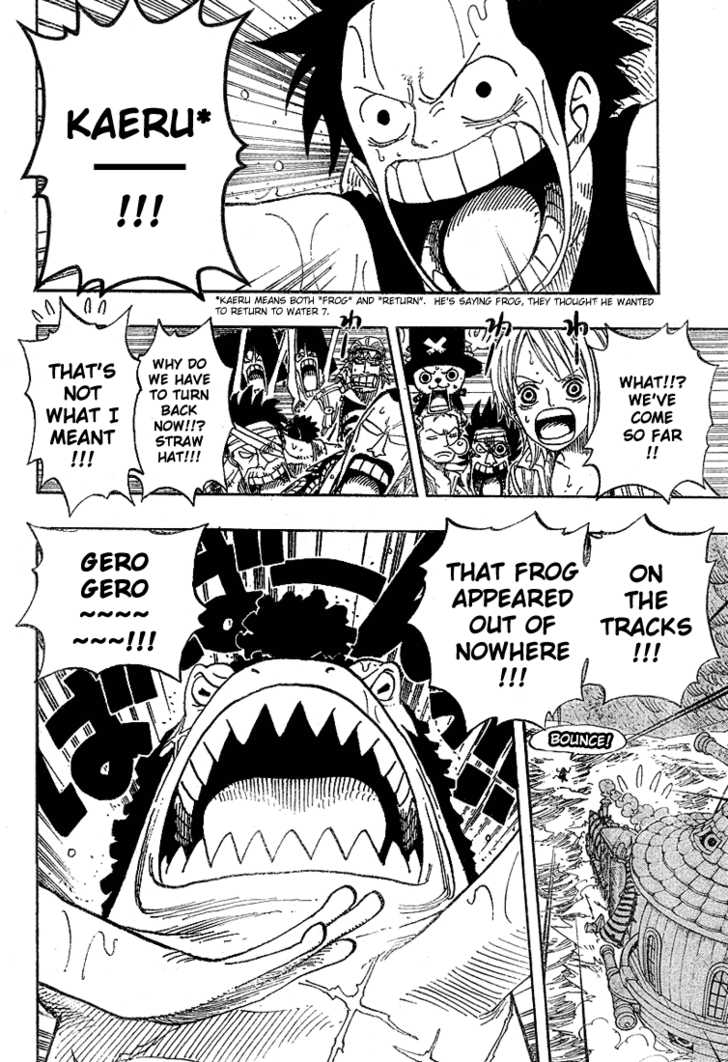 KAERU*
—
!!!
*KAERU MEANS BOTH "FROG" AND "RETURN". HE'S SAYING FROG, THEY THOUGHT HE WANTED
TO RETURN TO WATER 7.
WHAT!!?
WE'VE
COME
SO FAR
!!
WHY DO
WE HAVE
TO TURN
BACK
NOW!!?
STRAW
HAT!!!
THAT'S
NOT
WHAT I
MEANT
!!!
ON
THE
TRACKS
!!!
BOUNCE!
THAT FROG
APPEARED
OUT OF
NOWHERE
!!!
GERO
GERO
~~~~
~~~!!!
ば